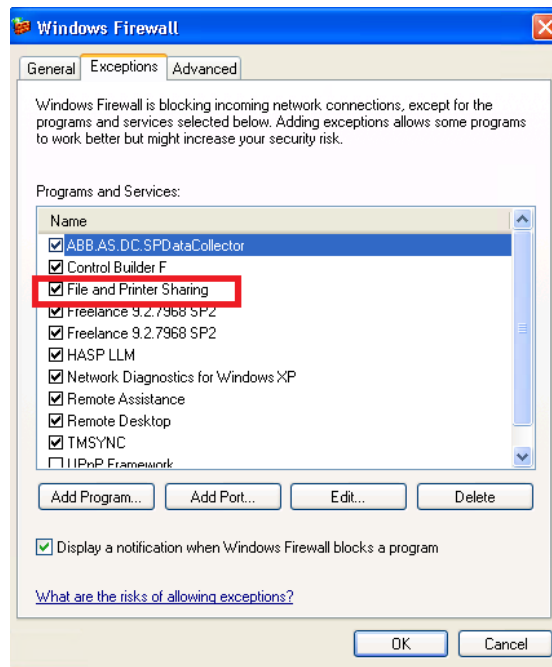 Windows Firewall
General
Exceptions
Advanced
Windows Firewall is blocking incoming network connections, except for the
programs and services selected below. Adding exceptions allows some programs
to work better but might increase your security risk.
Programs and Services:
Name
ABB.AS.DC.SPDataCollector
Control Builder F
File and Printer Sharing
Freelance 9.2.7968 SP2
Freelance 9.2.7968 SP2
HASP LLM
Network Diagnostics for Windows XP
Remote Assistance
Remote Desktop
TMSYNC
UPnP Framework
Add Program...
Add Port...
Edit...
Delete
Display a notification when Windows Firewall blocks a program
What are the risks of allowing exceptions?
OK
Cancel